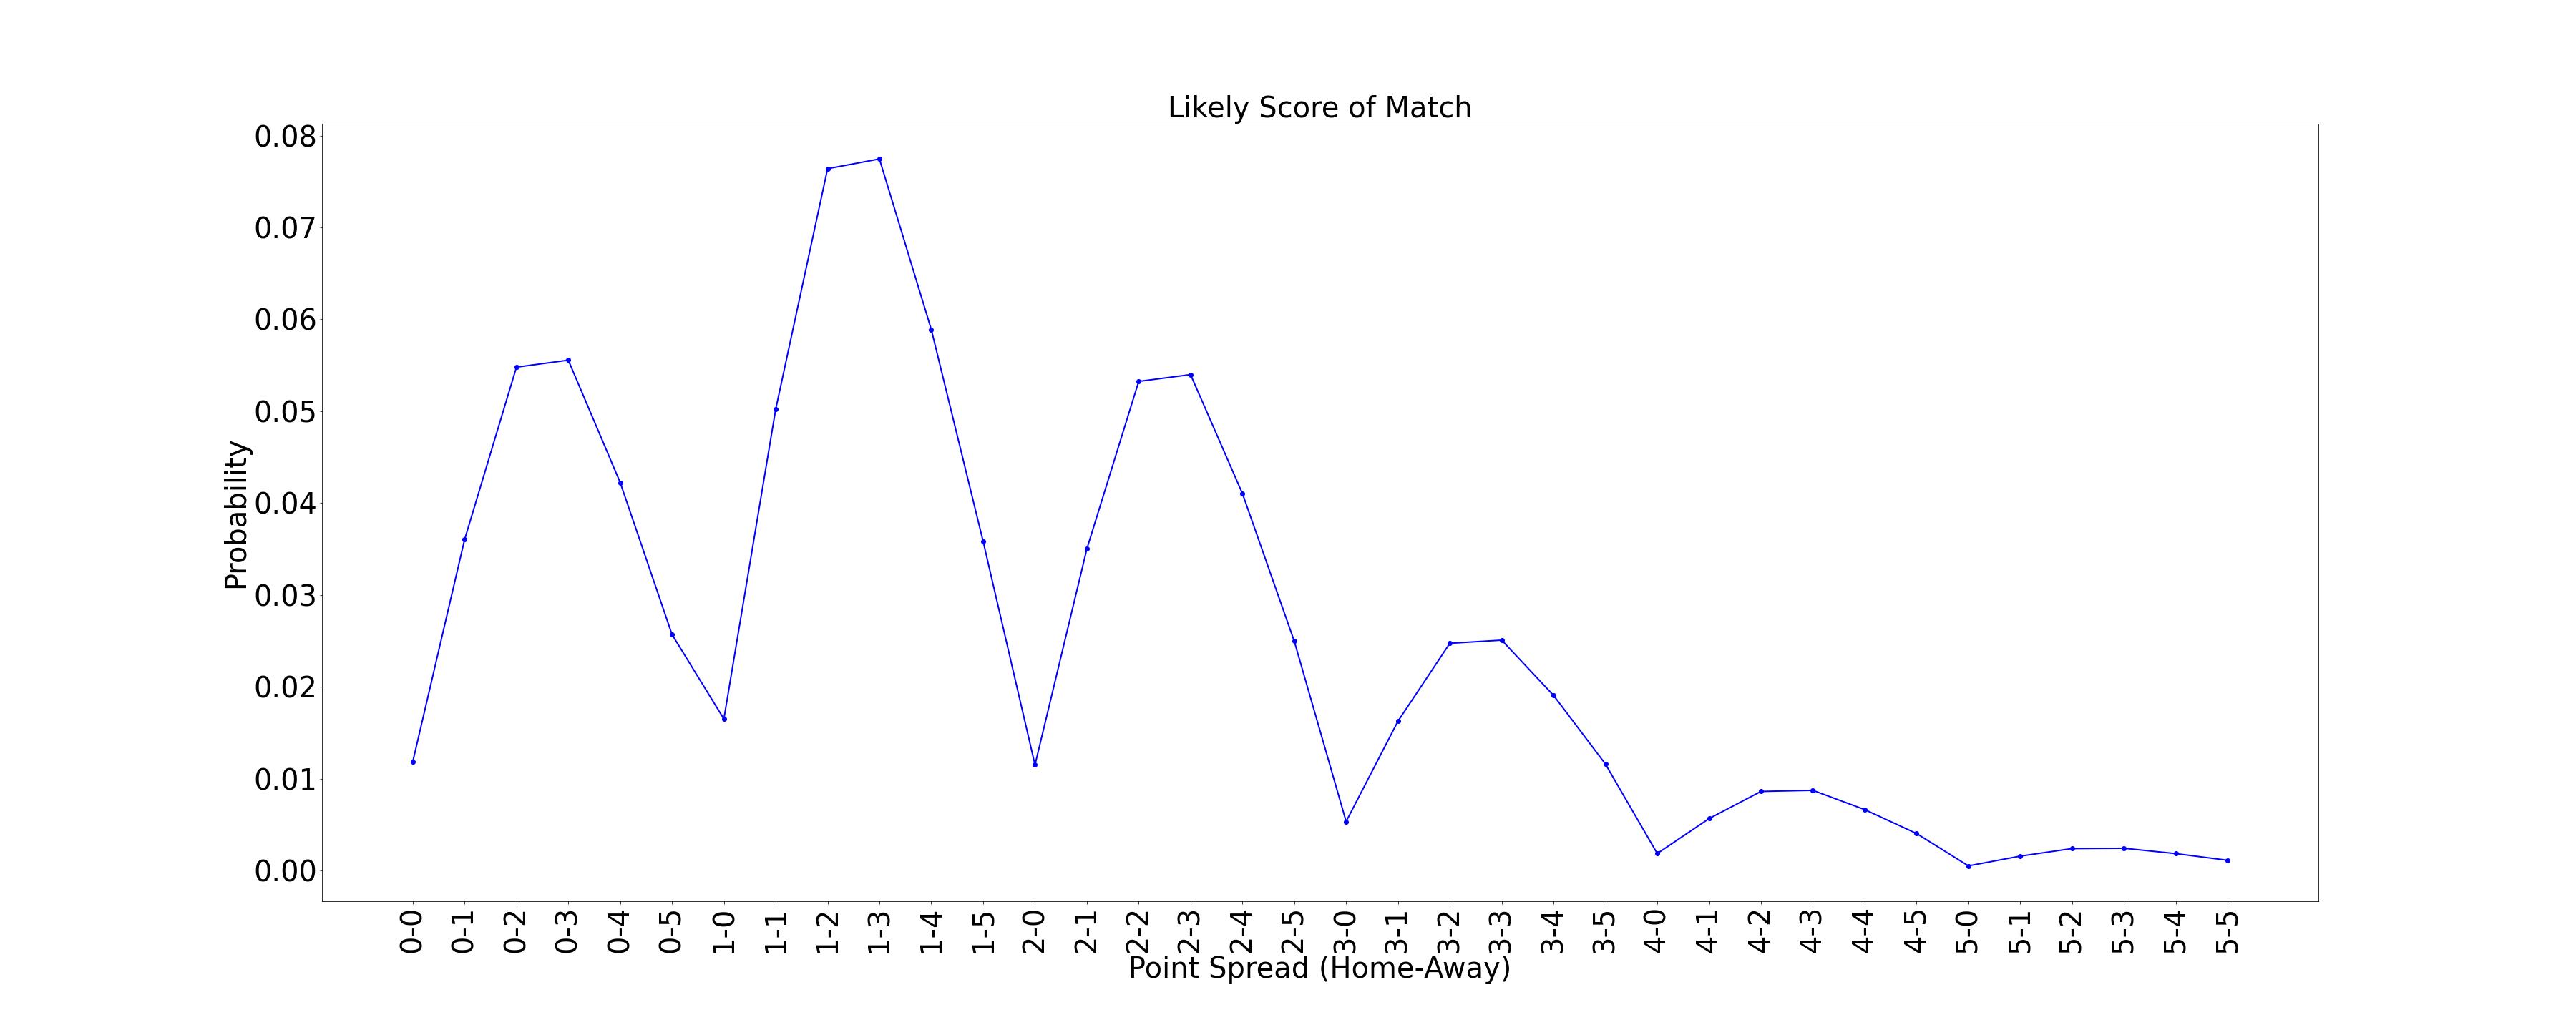 Likely Score of Match
0.08
0.07
0.06
0.05
0.04
0.03
0.02
0.01
0.00
Probability
0-0 0-1 0-2 0-3 0-4 0-5 1-0 1-1 1-2 1-3 1-4 1-5 2-0 2-1 2-2 2-3 2-4 2-5 3-0 3-1 3-2 3-3 3-4 3-5 4-0 4-1 4-2 4-3 4-4 4-5 5-0 5-1 5-2 5-3 5-4 5-5
Point Spread (Home-Away)